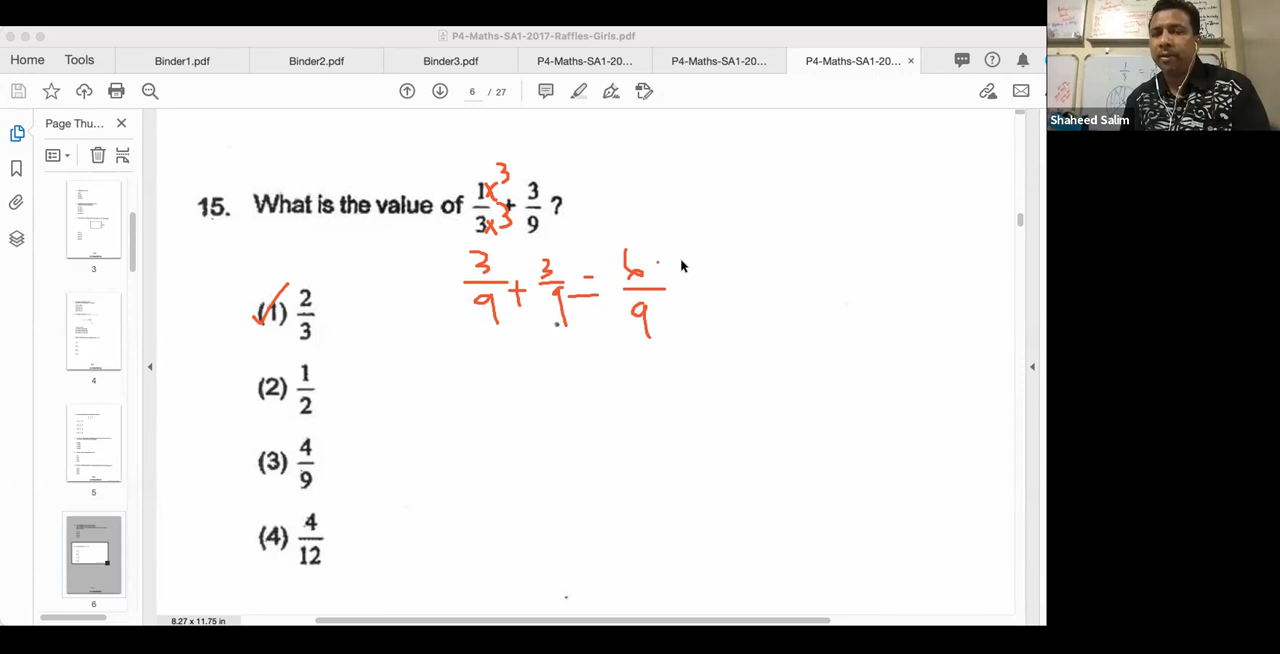 P4-Maths-SA1-2017-Raffles-Girls.pdf
Home Tools Binder1.pdf Binder2.pdf Binder3.pdf P4-Maths-SA1-20... P4-Maths-SA1-20... P4-Maths-SA1-20... ×
6 / 27
Page Thu...
Shaheed Salim
3
4
5
6
15. What is the value of 1/3 + 3/9 ?
×3
×3
3/9 + 3/9 = 6/9
(1) 2/3
(2) 1/2
(3) 4/9
(4) 4/12
8.27 x 11.75 in